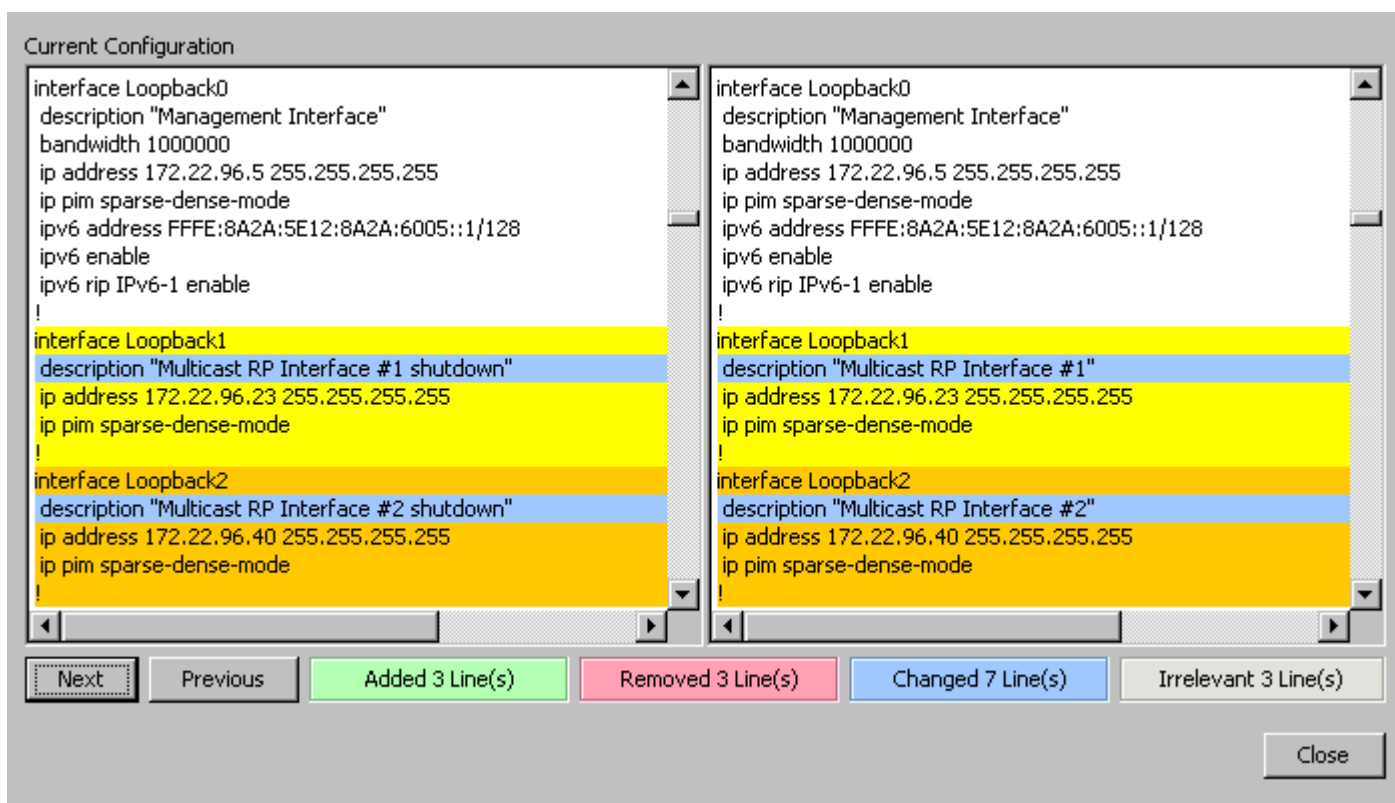 Current Configuration
interface Loopback0
description "Management Interface"
bandwidth 1000000
ip address 172.22.96.5 255.255.255.255
ip pim sparse-dense-mode
ipv6 address FFFE:8A2A:5E12:8A2A:6005::1/128
ipv6 enable
ipv6 rip IPv6-1 enable
!
interface Loopback1
description "Multicast RP Interface #1 shutdown"
ip address 172.22.96.23 255.255.255.255
ip pim sparse-dense-mode
!
interface Loopback2
description "Multicast RP Interface #2 shutdown"
ip address 172.22.96.40 255.255.255.255
ip pim sparse-dense-mode
!
interface Loopback0
description "Management Interface"
bandwidth 1000000
ip address 172.22.96.5 255.255.255.255
ip pim sparse-dense-mode
ipv6 address FFFE:8A2A:5E12:8A2A:6005::1/128
ipv6 enable
ipv6 rip IPv6-1 enable
!
interface Loopback1
description "Multicast RP Interface #1"
ip address 172.22.96.23 255.255.255.255
ip pim sparse-dense-mode
!
interface Loopback2
description "Multicast RP Interface #2"
ip address 172.22.96.40 255.255.255.255
ip pim sparse-dense-mode
!
Next
Previous
Added 3 Line(s)
Removed 3 Line(s)
Changed 7 Line(s)
Irrelevant 3 Line(s)
Close